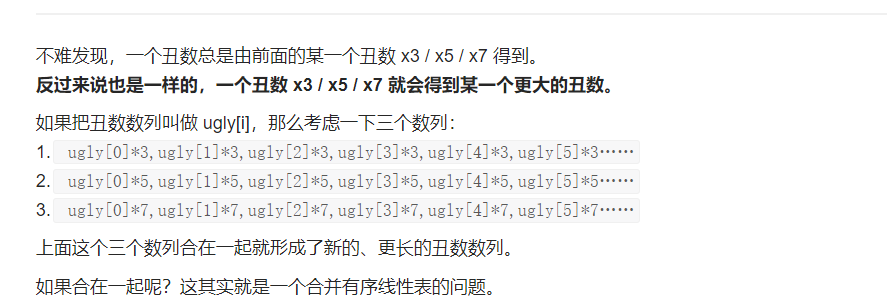 不难发现，一个丑数总是由前面的某一个丑数 x3 / x5 / x7 得到。
反过来说也是一样的，一个丑数 x3 / x5 / x7 就会得到某一个更大的丑数。
如果把丑数数列叫做 ugly[i]，那么考虑一下三个数列：
1. ugly[0]*3,ugly[1]*3,ugly[2]*3,ugly[3]*3,ugly[4]*3,ugly[5]*3……
2. ugly[0]*5,ugly[1]*5,ugly[2]*5,ugly[3]*5,ugly[4]*5,ugly[5]*5……
3. ugly[0]*7,ugly[1]*7,ugly[2]*7,ugly[3]*7,ugly[4]*7,ugly[5]*7……
上面这个三个数列合在一起就形成了新的、更长的丑数数列。
如果合在一起呢？这其实就是一个合并有序线性表的问题。